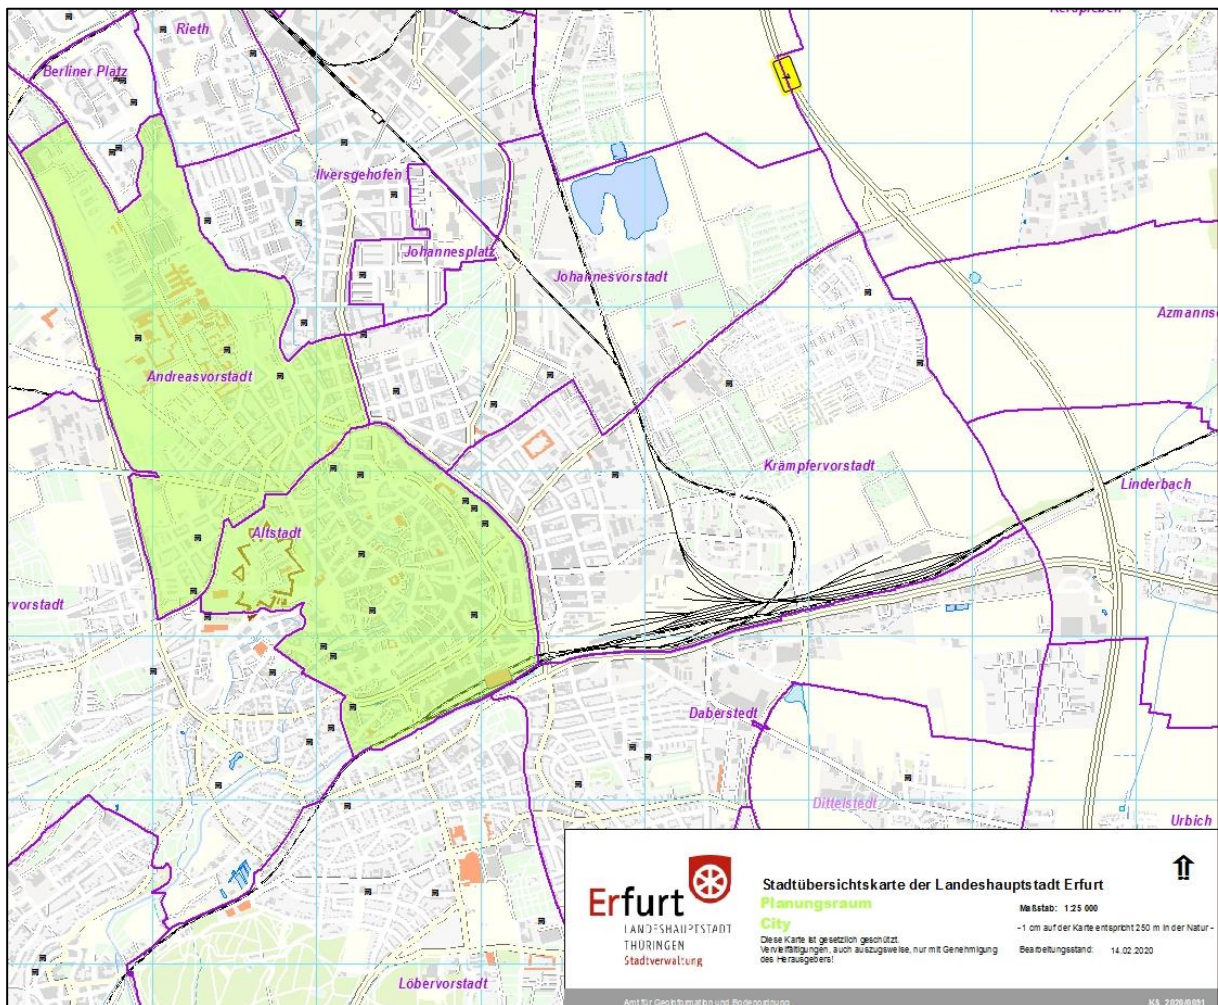 Rieth
Berliner Platz
7
Ilversgehofen
Johannesplatz
Johannesvorstadt
Andreasvorstadt
Krämpfervorstadt
Linderbach
Altstadt
rvorstadt
Daberstedt
Dittelstedt
Urbich
Löbervorstadt
Erfurt
LANDESHAUPTSTADT
THÜRINGEN
Stadtverwaltung
Stadtübersichtskarte der Landeshauptstadt Erfurt
Planungsraum
City
Diese Karte ist gesetzlich geschützt.
Vervielfältigungen, auch auszugsweise, nur mit Genehmigung
des Herausgebers!
Maßstab: 1:25 000
-1 cm auf der Karte entspricht 250 m in der Natur-
Bearbeitungsstand: 14.02.2020
Amt für Geoinformation und Bodenordnung